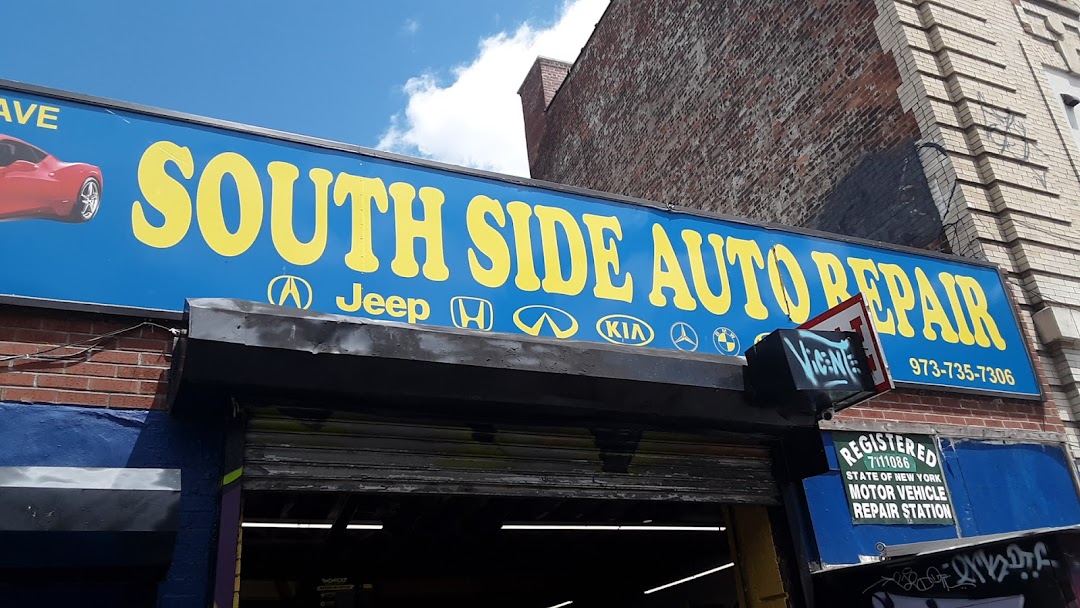 AVE
SOUTH SIDE AUTO REPAIR
Jeep
KIA
973-735-7306
VICENTE
REGISTERED
7111086
STATE OF NEW YORK
MOTOR VEHICLE
REPAIR STATION